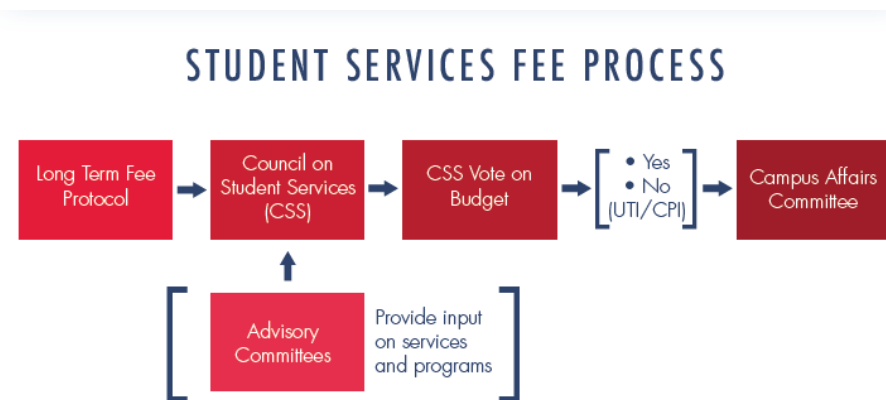 STUDENT SERVICES FEE PROCESS
Long Term Fee
Protocol
Council on
Student Services
(CSS)
CSS Vote on
Budget
• Yes
• No
(UTI/CPI)
Campus Affairs
Committee
Advisory
Committees
Provide input
on services
and programs